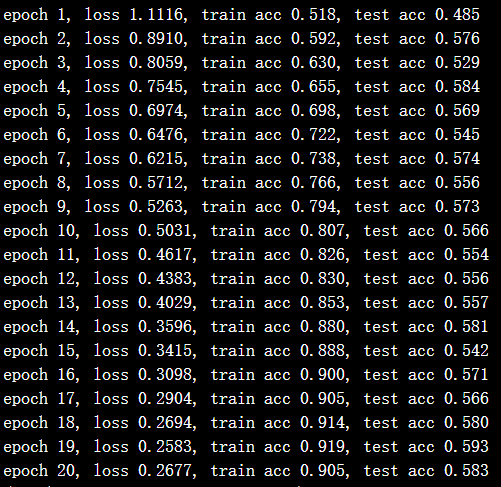 epoch 1, loss 1.1116, train acc 0.518, test acc 0.485
epoch 2, loss 0.8910, train acc 0.592, test acc 0.576
epoch 3, loss 0.8059, train acc 0.630, test acc 0.529
epoch 4, loss 0.7545, train acc 0.655, test acc 0.584
epoch 5, loss 0.6974, train acc 0.698, test acc 0.569
epoch 6, loss 0.6476, train acc 0.722, test acc 0.545
epoch 7, loss 0.6215, train acc 0.738, test acc 0.574
epoch 8, loss 0.5712, train acc 0.766, test acc 0.556
epoch 9, loss 0.5263, train acc 0.794, test acc 0.573
epoch 10, loss 0.5031, train acc 0.807, test acc 0.566
epoch 11, loss 0.4617, train acc 0.826, test acc 0.554
epoch 12, loss 0.4383, train acc 0.830, test acc 0.556
epoch 13, loss 0.4029, train acc 0.853, test acc 0.557
epoch 14, loss 0.3596, train acc 0.880, test acc 0.581
epoch 15, loss 0.3415, train acc 0.888, test acc 0.542
epoch 16, loss 0.3098, train acc 0.900, test acc 0.571
epoch 17, loss 0.2904, train acc 0.905, test acc 0.566
epoch 18, loss 0.2694, train acc 0.914, test acc 0.580
epoch 19, loss 0.2583, train acc 0.919, test acc 0.593
epoch 20, loss 0.2677, train acc 0.905, test acc 0.583